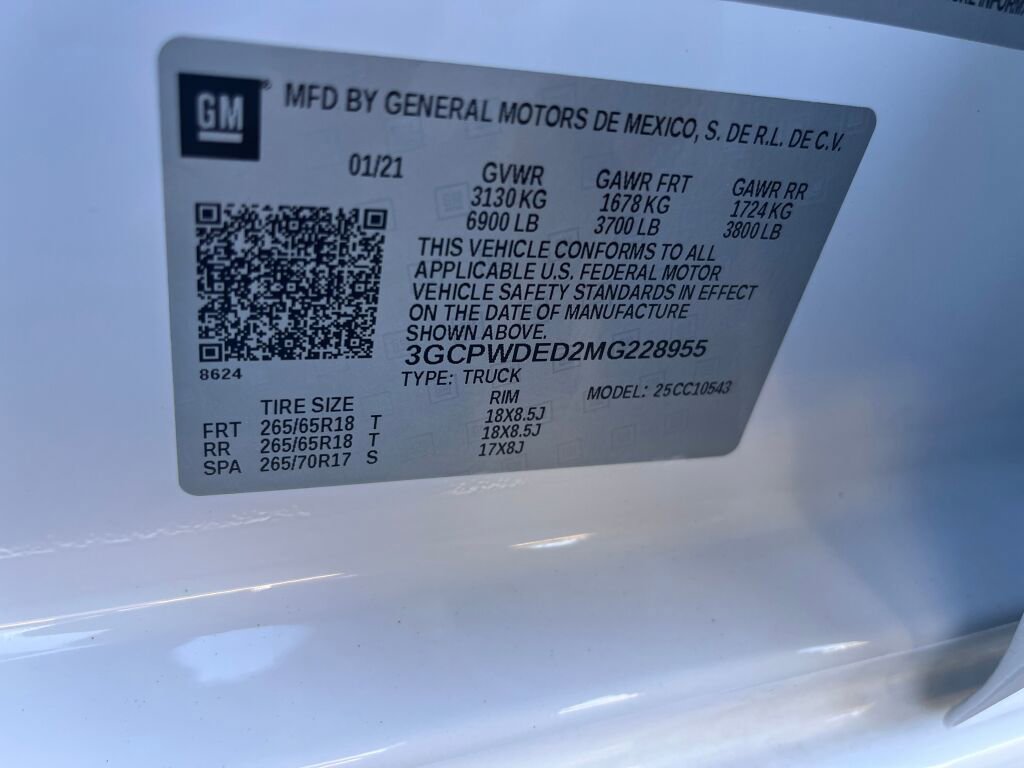 GM
MFD BY GENERAL MOTORS DE MEXICO, S. DE R.L. DE C.V.
01/21
GVWR GAWR FRT GAWR RR
3130 KG 1678 KG 1724 KG
6900 LB 3700 LB 3800 LB
THIS VEHICLE CONFORMS TO ALL
APPLICABLE U.S. FEDERAL MOTOR
VEHICLE SAFETY STANDARDS IN EFFECT
ON THE DATE OF MANUFACTURE
SHOWN ABOVE.
3GCPWDED2MG228955
8624
TYPE: TRUCK MODEL: 25CC10543
TIRE SIZE RIM
FRT 265/65R18 T 18X8.5J
RR 265/65R18 T 18X8.5J
SPA 265/70R17 S 17X8J